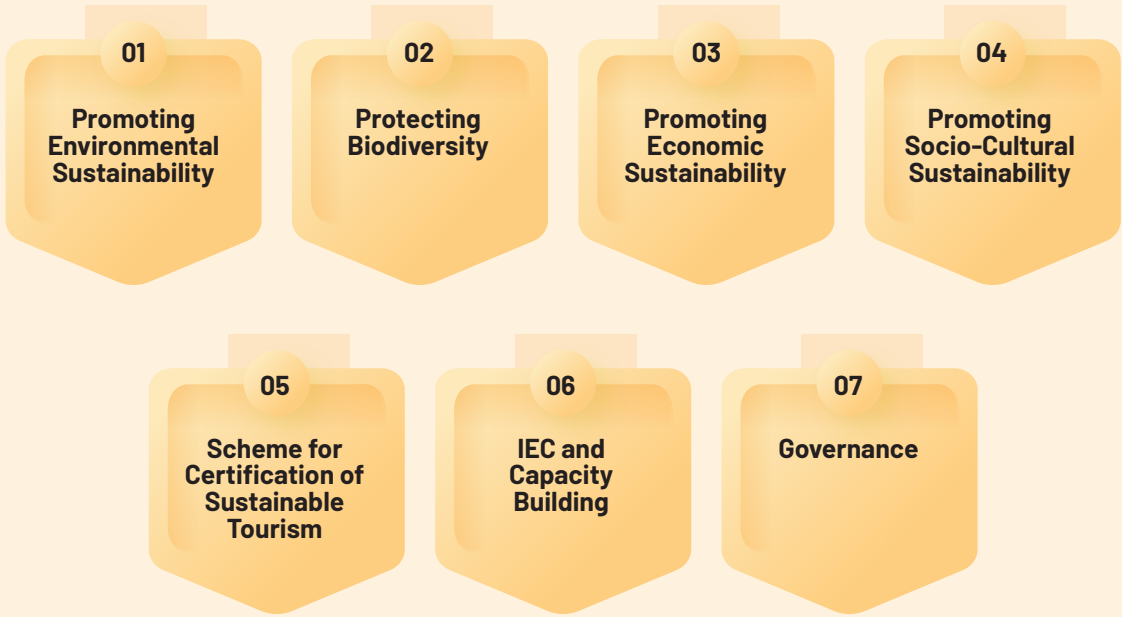 01
Promoting
Environmental
Sustainability
02
Protecting
Biodiversity
03
Promoting
Economic
Sustainability
04
Promoting
Socio-Cultural
Sustainability
05
Scheme for
Certification of
Sustainable
Tourism
06
IEC and
Capacity
Building
07
Governance